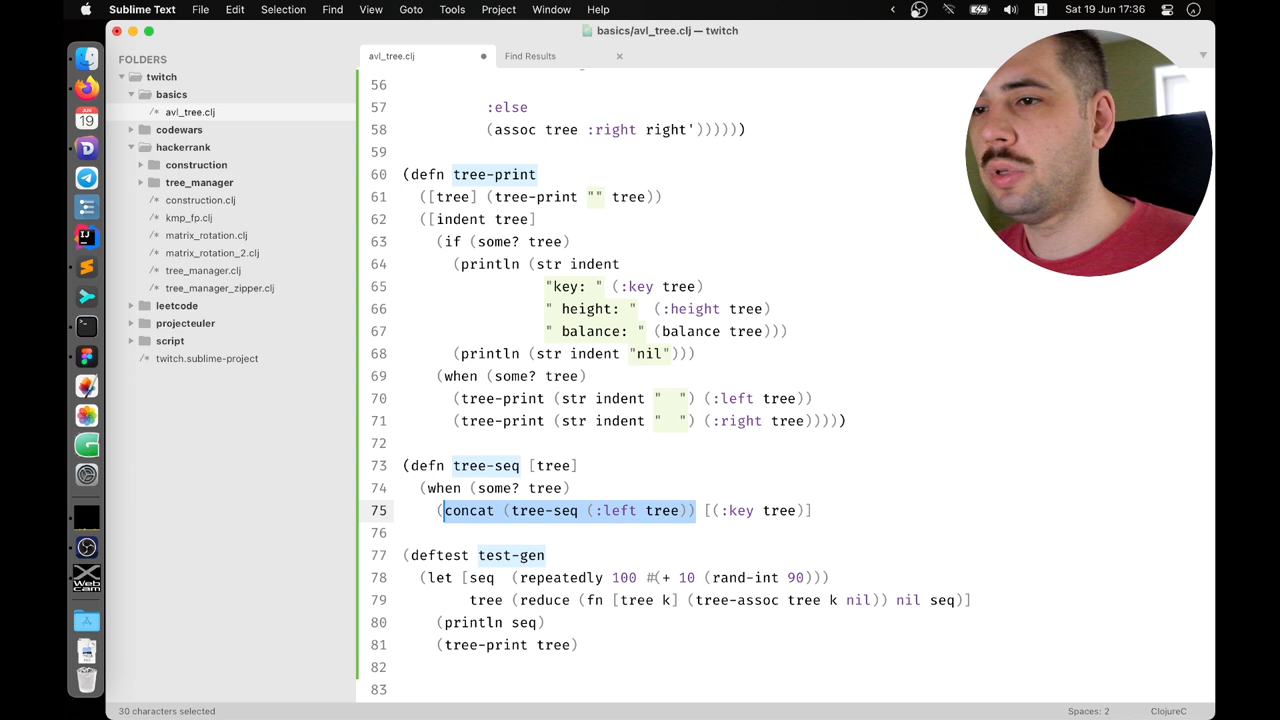 Sublime Text File Edit Selection Find View Goto Tools Project Window Help
H Sat 19 Jun 17:36
basics/avl_tree.clj — twitch
FOLDERS
twitch
basics
/* avl_tree.clj
codewars
hackerrank
construction
tree_manager
/* construction.clj
/* kmp_fp.clj
/* matrix_rotation.clj
/* matrix_rotation_2.clj
/* tree_manager.clj
/* tree_manager_zipper.clj
leetcode
projecteuler
script
/* twitch.sublime-project
avl_tree.clj
Find Results
56
57 :else
58 (assoc tree :right right'))))))
59
60 (defn tree-print
61 ([tree] (tree-print "" tree))
62 ([indent tree]
63 (if (some? tree)
64 (println (str indent
65 "key: " (:key tree)
66 " height: " (:height tree)
67 " balance: " (balance tree)))
68 (println (str indent "nil")))
69 (when (some? tree)
70 (tree-print (str indent "  ") (:left tree))
71 (tree-print (str indent "  ") (:right tree)))))
72
73 (defn tree-seq [tree]
74 (when (some? tree)
75 (concat (tree-seq (:left tree)) [(:key tree)]
76
77 (deftest test-gen
78 (let [seq (repeatedly 100 #(+ 10 (rand-int 90)))
79 tree (reduce (fn [tree k] (tree-assoc tree k nil)) nil seq)]
80 (println seq)
81 (tree-print tree)
82
83
30 characters selected
Spaces: 2
ClojureC
JUN
19
IJ
Web
cam